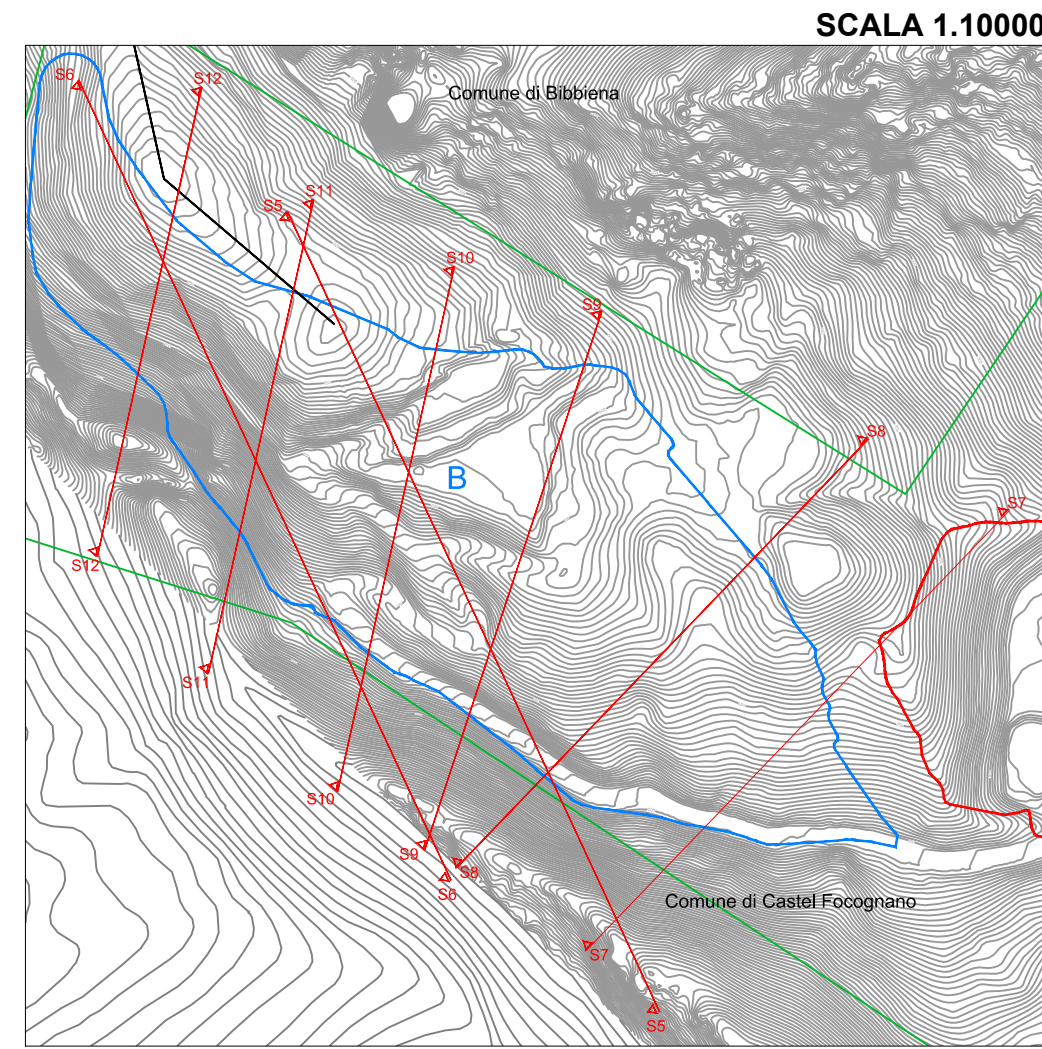 SCALA 1.10000
S6
S12
Comune di Bibbiena
S11
S5
S10
S9
S8
B
S7
S12
S11
S10
S9
S8
S6
Comune di Castel Focognano
S7
S5